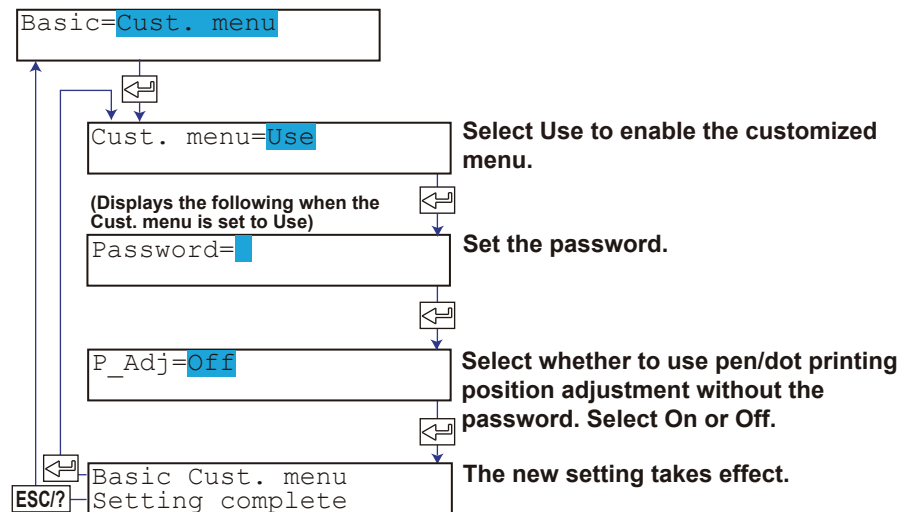 Basic=Cust. menu
Cust. menu=Use
Select Use to enable the customized
menu.
(Displays the following when the
Cust. menu is set to Use)
Password=
Set the password.
P_Adj=Off
Select whether to use pen/dot printing
position adjustment without the
password. Select On or Off.
Basic Cust. menu
Setting complete
The new setting takes effect.
ESC/?